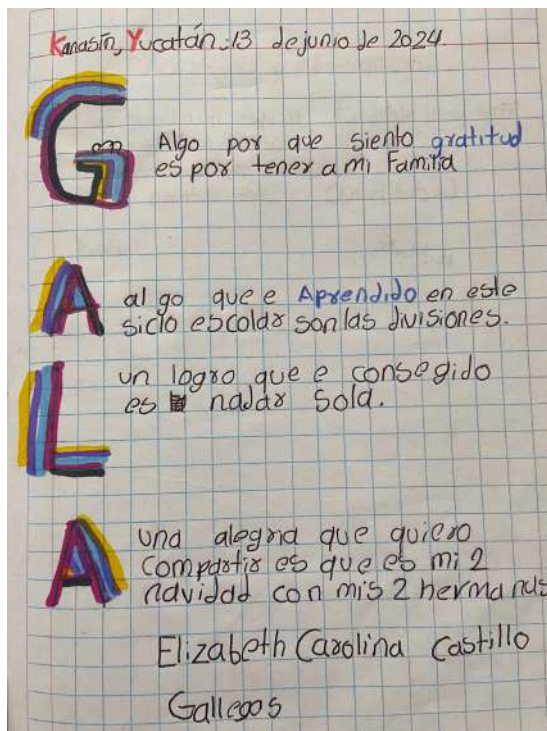 Kanasín, Yucatán:13 de junio de 2024
G
Algo por que siento gratitud
es por tener a mi Familia
A
algo que e Aprendido en este
siclo escolar son las divisiones.
L
un logro que e consegido
es nadar sola.
A
una alegria que quiero
compartir es que es mi 2
navidad con mis 2 hermanas
Elizabeth Carolina Castillo
Gallegos